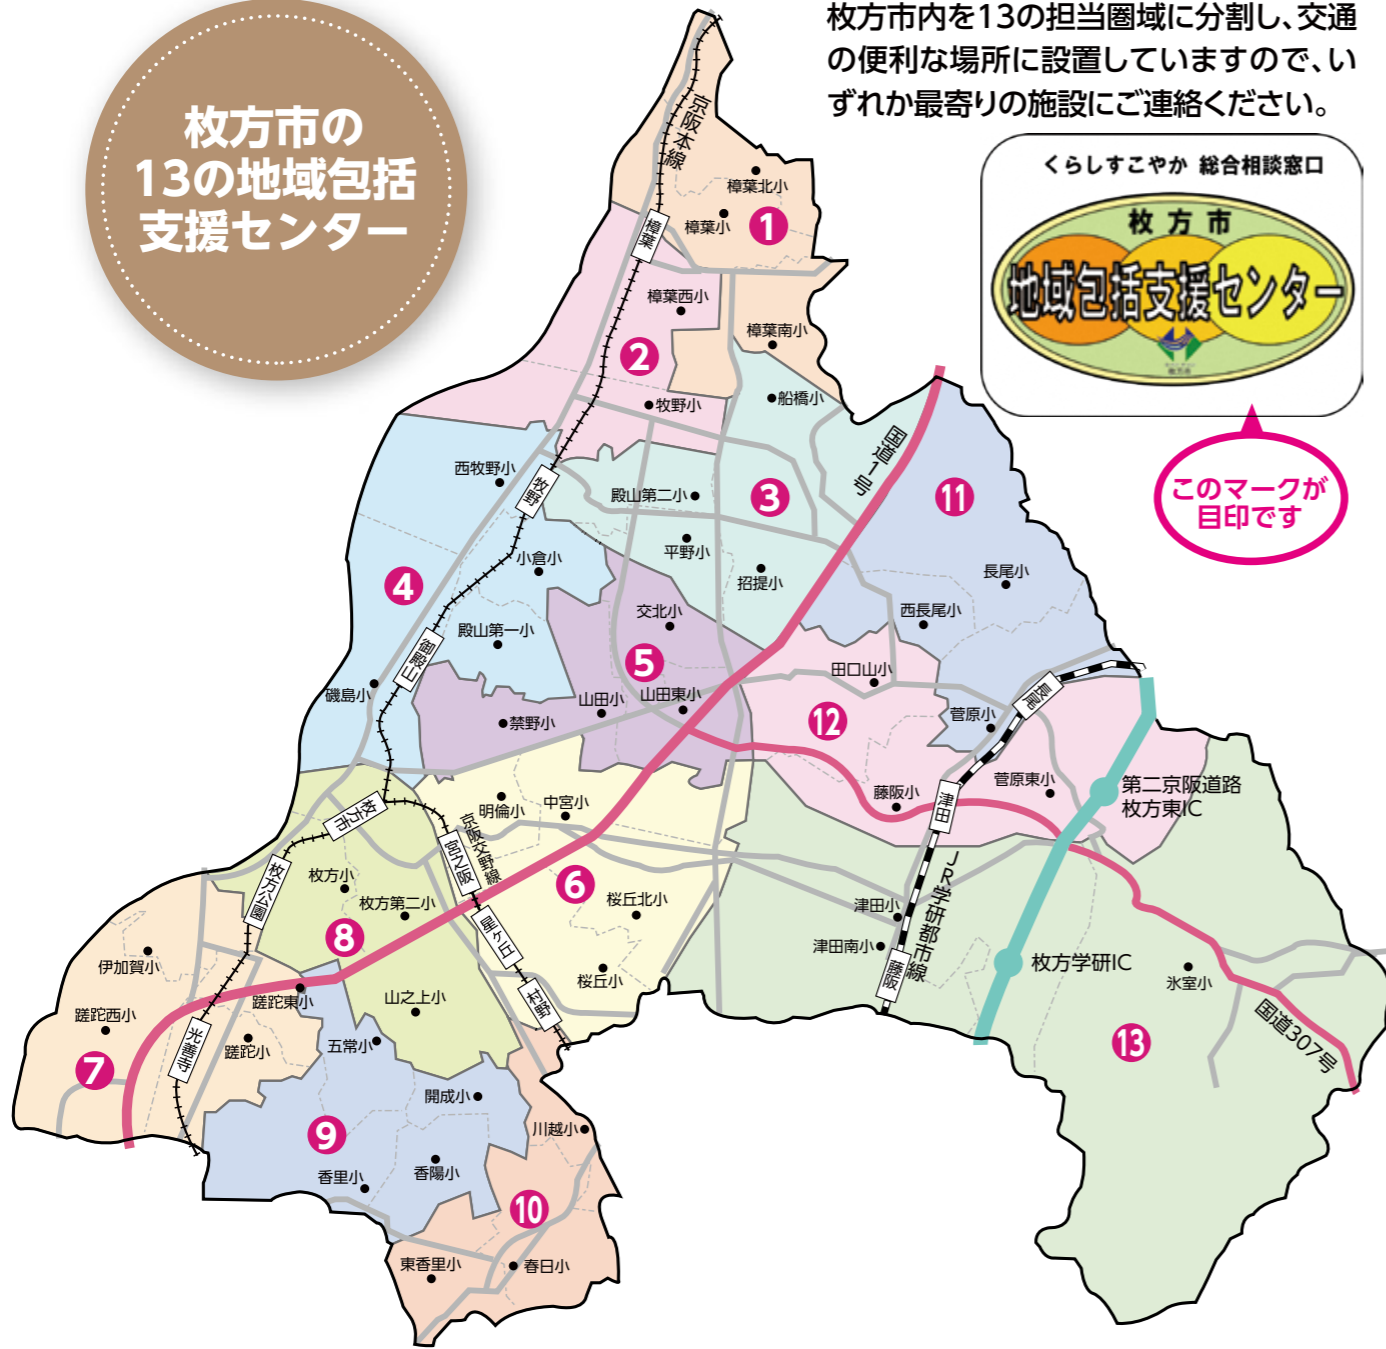 枚方市内を13の担当圏域に分割し、交通
の便利な場所に設置していますので、い
ずれか最寄りの施設にご連絡ください。
枚方市の
13の地域包括
支援センター
くらしすこやか 総合相談窓口
枚方市
地域包括支援センター
このマークが
目印です
京阪本線
樟葉北小
樟葉小
1
樟葉
樟葉西小
樟葉南小
2
牧野小
船橋小
国道1号
西牧野小
牧野
殿山第二小
3
11
平野小
小倉小
招提小
長尾小
4
交北小
西長尾小
殿山第一小
御殿山
5
田口山小
磯島小
山田小
山田東小
長尾
禁野小
12
菅原小
菅原東小
第二京阪道路
枚方東IC
藤阪小
津田
明倫小
中宮小
枚方市
京阪交野線
宮之阪
JR学研都市線
枚方小
枚方公園
6
枚方第二小
桜丘北小
津田小
星ヶ丘
8
津田南小
伊加賀小
枚方学研IC
藤阪
桜丘小
氷室小
蹉跎東小
山之上小
村野
蹉跎西小
国道307号
光善寺
蹉跎小
五常小
13
7
開成小
9
川越小
香里小
香陽小
10
東香里小
春日小